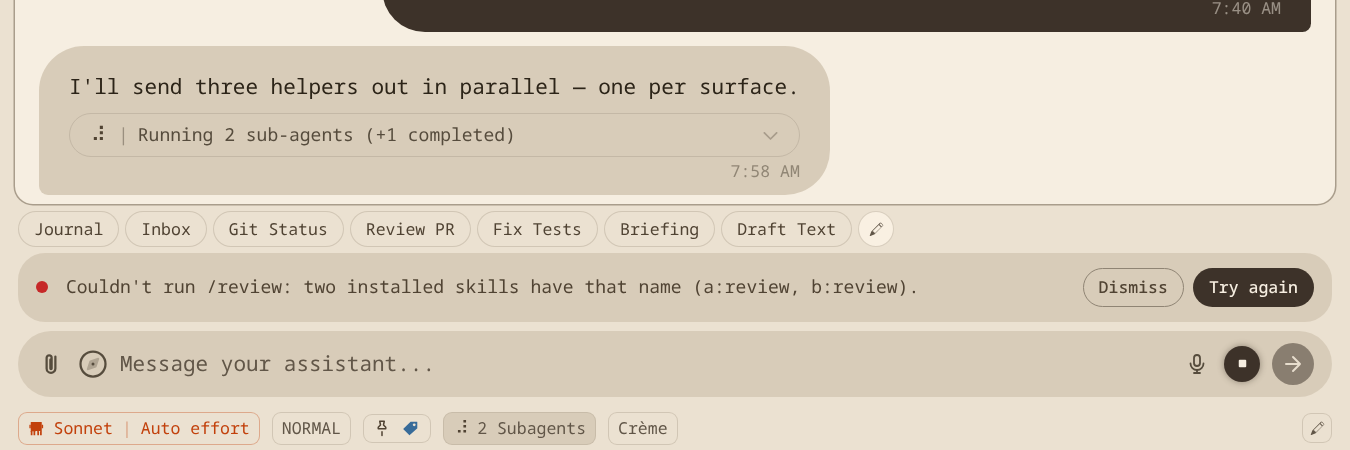 7:40 AM
I'll send three helpers out in parallel — one per surface.
Running 2 sub-agents (+1 completed)
7:58 AM
Journal
Inbox
Git Status
Review PR
Fix Tests
Briefing
Draft Text
Couldn't run /review: two installed skills have that name (a:review, b:review).
Dismiss
Try again
Message your assistant...
Sonnet | Auto effort
NORMAL
2 Subagents
Crème